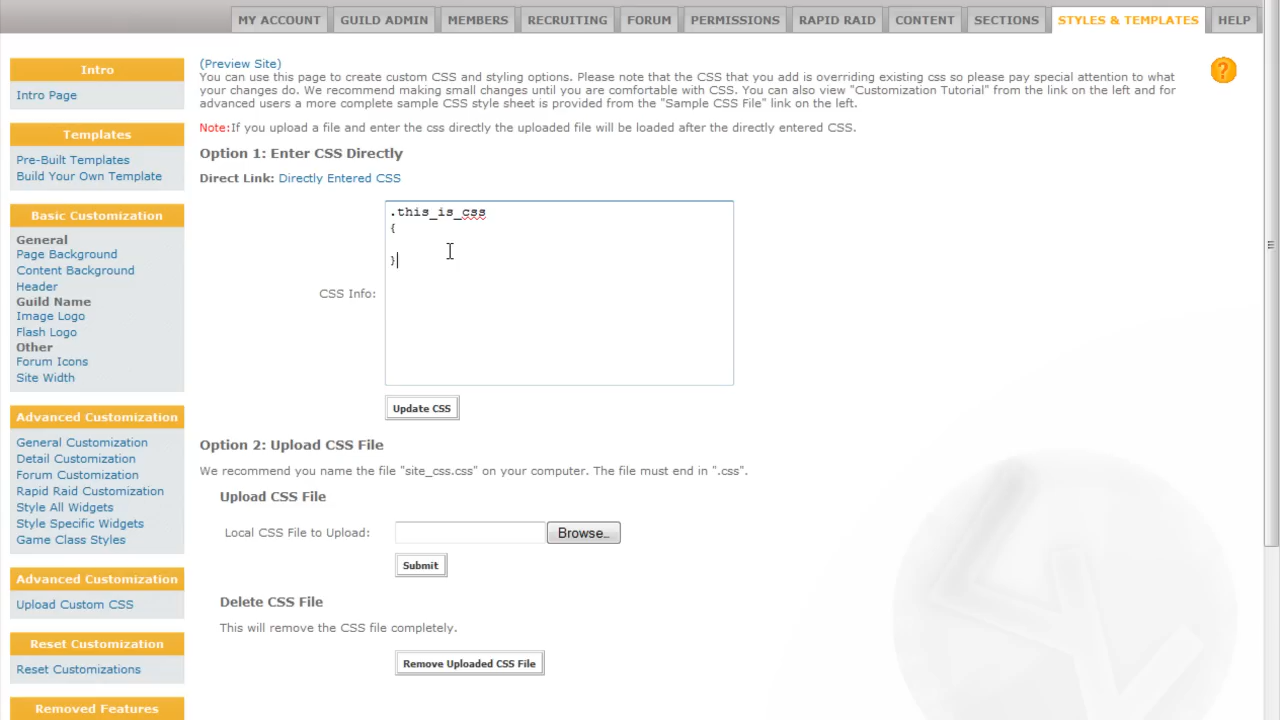 MY ACCOUNT GUILD ADMIN MEMBERS RECRUITING FORUM PERMISSIONS RAPID RAID CONTENT SECTIONS STYLES & TEMPLATES HELP
Intro
Intro Page
Templates
Pre-Built Templates
Build Your Own Template
Basic Customization
General
Page Background
Content Background
Header
Guild Name
Image Logo
Flash Logo
Other
Forum Icons
Site Width
Advanced Customization
General Customization
Detail Customization
Forum Customization
Rapid Raid Customization
Style All Widgets
Style Specific Widgets
Game Class Styles
Advanced Customization
Upload Custom CSS
Reset Customization
Reset Customizations
Removed Features
(Preview Site)
You can use this page to create custom CSS and styling options. Please note that the CSS that you add is overriding existing css so please pay special attention to what
your changes do. We recommend making small changes until you are comfortable with CSS. You can also view "Customization Tutorial" from the link on the left and for
advanced users a more complete sample CSS style sheet is provided from the "Sample CSS File" link on the left.
?
Note:If you upload a file and enter the css directly the uploaded file will be loaded after the directly entered CSS.
Option 1: Enter CSS Directly
Direct Link: Directly Entered CSS
CSS Info:
.this_is_css
{
}
Update CSS
Option 2: Upload CSS File
We recommend you name the file "site_css.css" on your computer. The file must end in ".css".
Upload CSS File
Local CSS File to Upload: Browse..
Submit
Delete CSS File
This will remove the CSS file completely.
Remove Uploaded CSS File